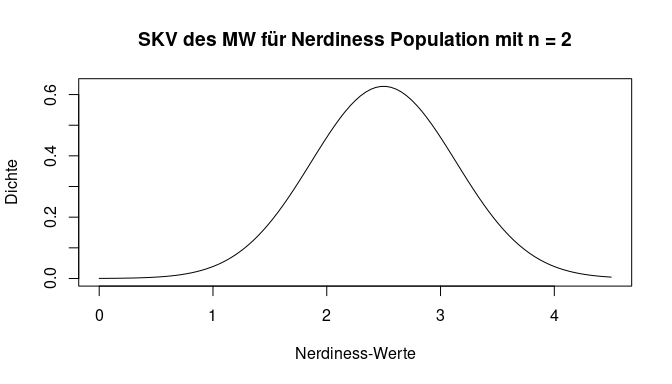 SKV des MW für Nerdiness Population mit n = 2
Dichte
0.6
0.4
0.2
0.0
0 1 2 3 4
Nerdiness-Werte